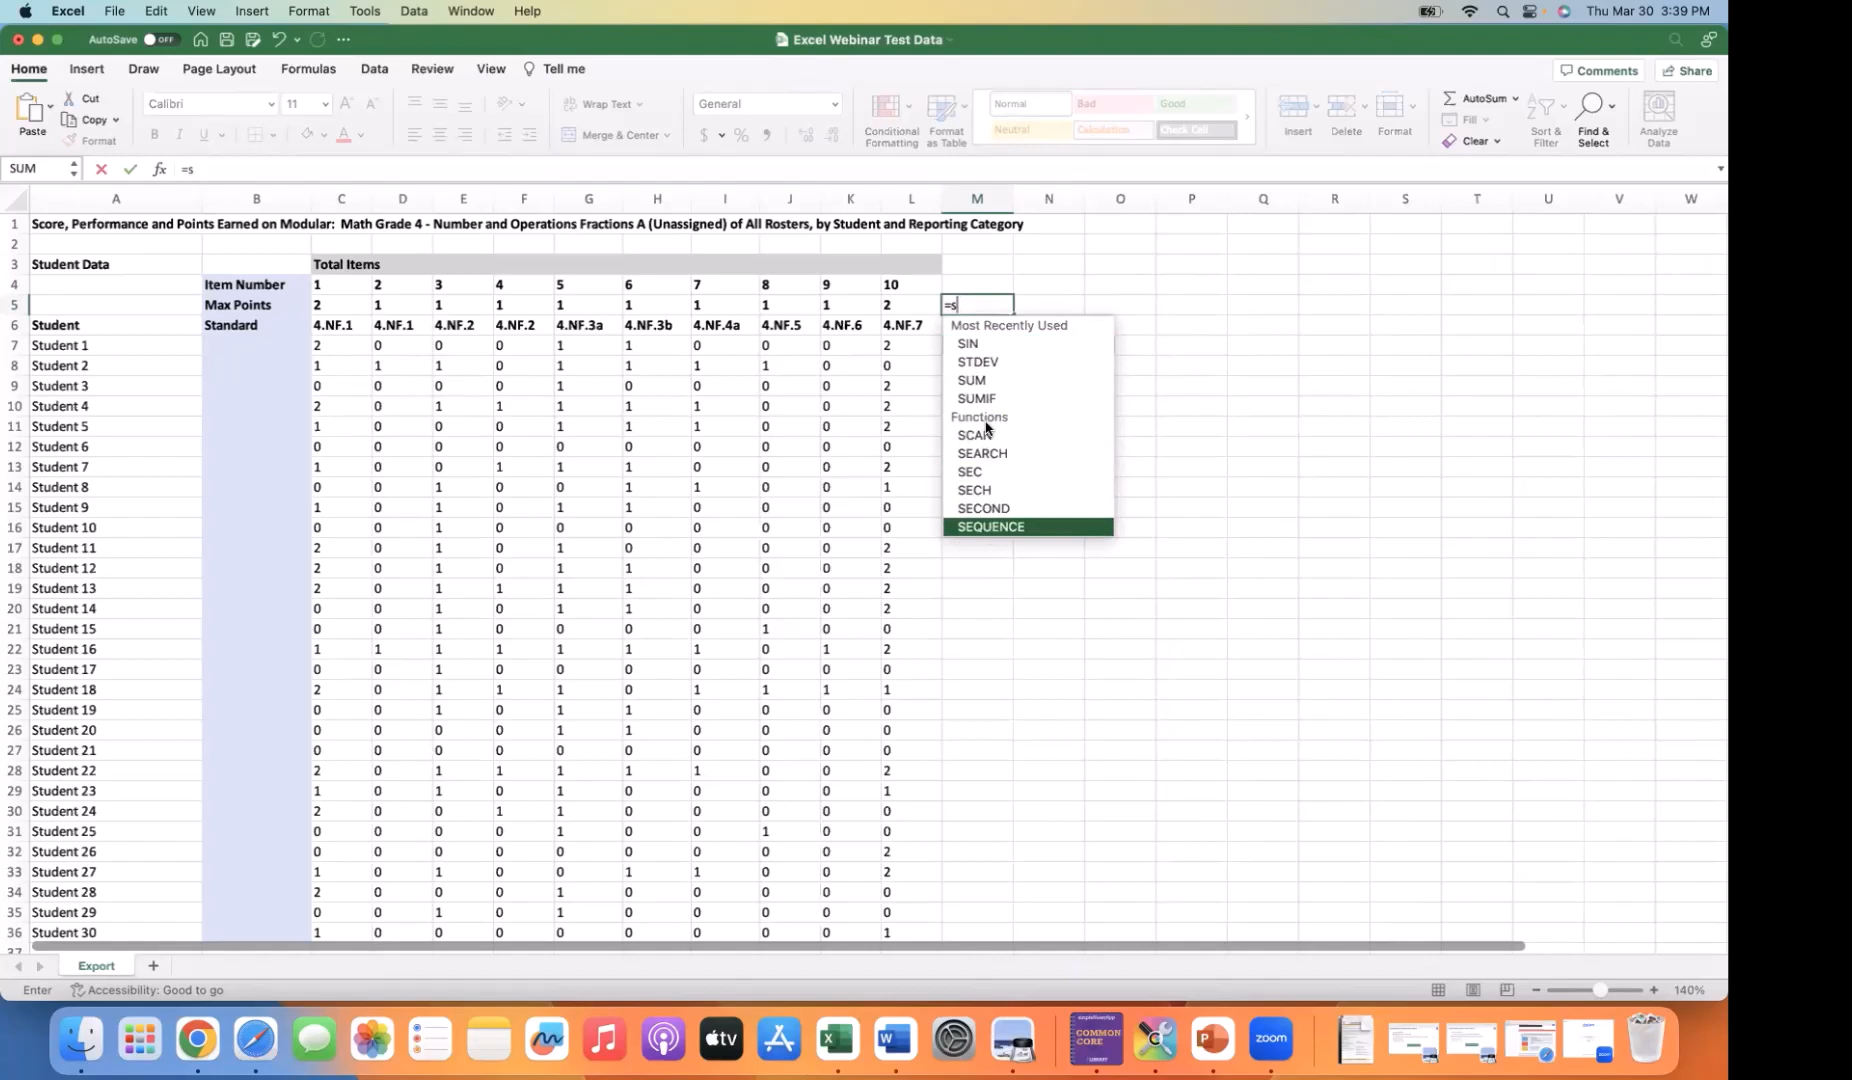 Excel File Edit View Insert Format Tools Data Window Help Thu Mar 30 3:39 PM
AutoSave OFF Excel Webinar Test Data
Home Insert Draw Page Layout Formulas Data Review View Tell me Comments Share
Paste Cut Copy Format
Calibri 11
Wrap Text
Merge & Center
General
$ %
Conditional Formatting
Format as Table
Normal Bad Good
Neutral Calculation Check Cell
Insert Delete Format
AutoSum
Fill
Clear
Sort & Filter
Find & Select
Analyze Data
SUM fx =s
A B C D E F G H I J K L M N O P Q R S T U V W
1 Score, Performance and Points Earned on Modular: Math Grade 4 - Number and Operations Fractions A (Unassigned) of All Rosters, by Student and Reporting Category
2
3 Student Data Total Items
4 Item Number 1 2 3 4 5 6 7 8 9 10
5 Max Points 2 1 1 1 1 1 1 1 1 2 =s
6 Student Standard 4.NF.1 4.NF.1 4.NF.2 4.NF.2 4.NF.3a 4.NF.3b 4.NF.4a 4.NF.5 4.NF.6 4.NF.7
7 Student 1 2 0 0 0 1 1 0 0 0 2
8 Student 2 1 1 1 0 1 1 1 1 0 0
9 Student 3 0 0 0 0 1 0 0 0 0 2
10 Student 4 2 0 1 1 1 1 1 0 0 2
11 Student 5 1 0 0 0 1 1 1 0 0 2
12 Student 6 0 0 0 0 0 0 0 0 0 0
13 Student 7 1 0 0 1 1 1 0 0 0 2
14 Student 8 0 0 1 0 0 1 1 0 0 1
15 Student 9 1 0 1 0 1 1 0 0 0 0
16 Student 10 0 0 1 0 0 0 0 0 0 0
17 Student 11 2 0 1 0 1 0 0 0 0 2
18 Student 12 2 0 1 0 1 1 0 0 0 2
19 Student 13 2 0 1 1 1 1 0 0 0 2
20 Student 14 0 0 1 0 1 1 0 0 0 2
21 Student 15 0 0 1 0 0 0 0 1 0 0
22 Student 16 1 1 1 1 1 1 1 0 1 2
23 Student 17 0 0 1 0 0 0 0 0 0 0
24 Student 18 2 0 1 1 1 0 1 1 1 1
25 Student 19 0 0 1 0 1 1 0 0 0 0
26 Student 20 0 0 0 0 1 1 0 0 0 0
27 Student 21 0 0 0 0 0 0 0 0 0 0
28 Student 22 2 0 1 1 1 1 1 0 0 2
29 Student 23 1 0 1 0 1 0 0 0 0 1
30 Student 24 2 0 0 1 1 0 0 0 0 0
31 Student 25 0 0 0 0 1 0 0 1 0 0
32 Student 26 0 0 0 0 0 0 0 0 0 2
33 Student 27 1 0 1 0 0 1 1 0 0 2
34 Student 28 2 0 0 0 1 0 0 0 0 0
35 Student 29 0 0 1 0 1 0 0 0 0 0
36 Student 30 1 0 0 0 0 0 0 0 0 1
37
Most Recently Used
SIN
STDEV
SUM
SUMIF
Functions
SCAN
SEARCH
SEC
SECH
SECOND
SEQUENCE
Export +
Enter Accessibility: Good to go 140%
tv COMMON CORE zoom